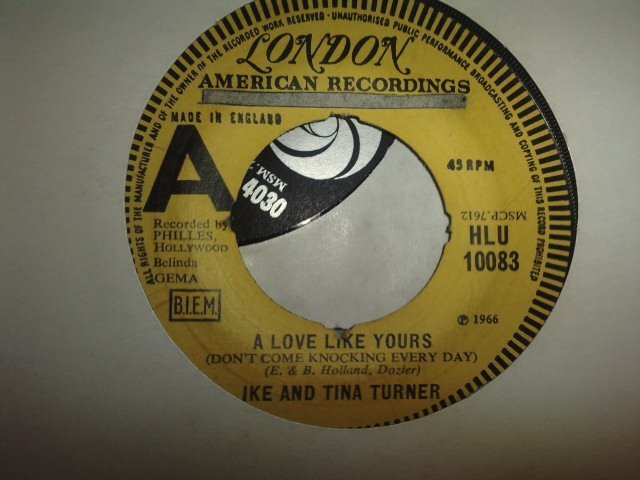 ALL RIGHTS OF THE MANUFACTURER AND OF THE OWNER OF THE RECORDED WORK RESERVED · UNAUTHORISED PUBLIC PERFORMANCE BROADCASTING AND COPYING OF THIS RECORD PROHIBITED
LONDON
AMERICAN RECORDINGS
MADE IN ENGLAND
A
45 RPM
MSM.
4030
MSCP.7612
Recorded by
PHILLES,
HOLLYWOOD
HLU
10083
Belinda
GEMA
B.I.E.M.
℗ 1966
A LOVE LIKE YOURS
(DON'T COME KNOCKING EVERY DAY)
(E. & B. Holland, Dozier)
IKE AND TINA TURNER